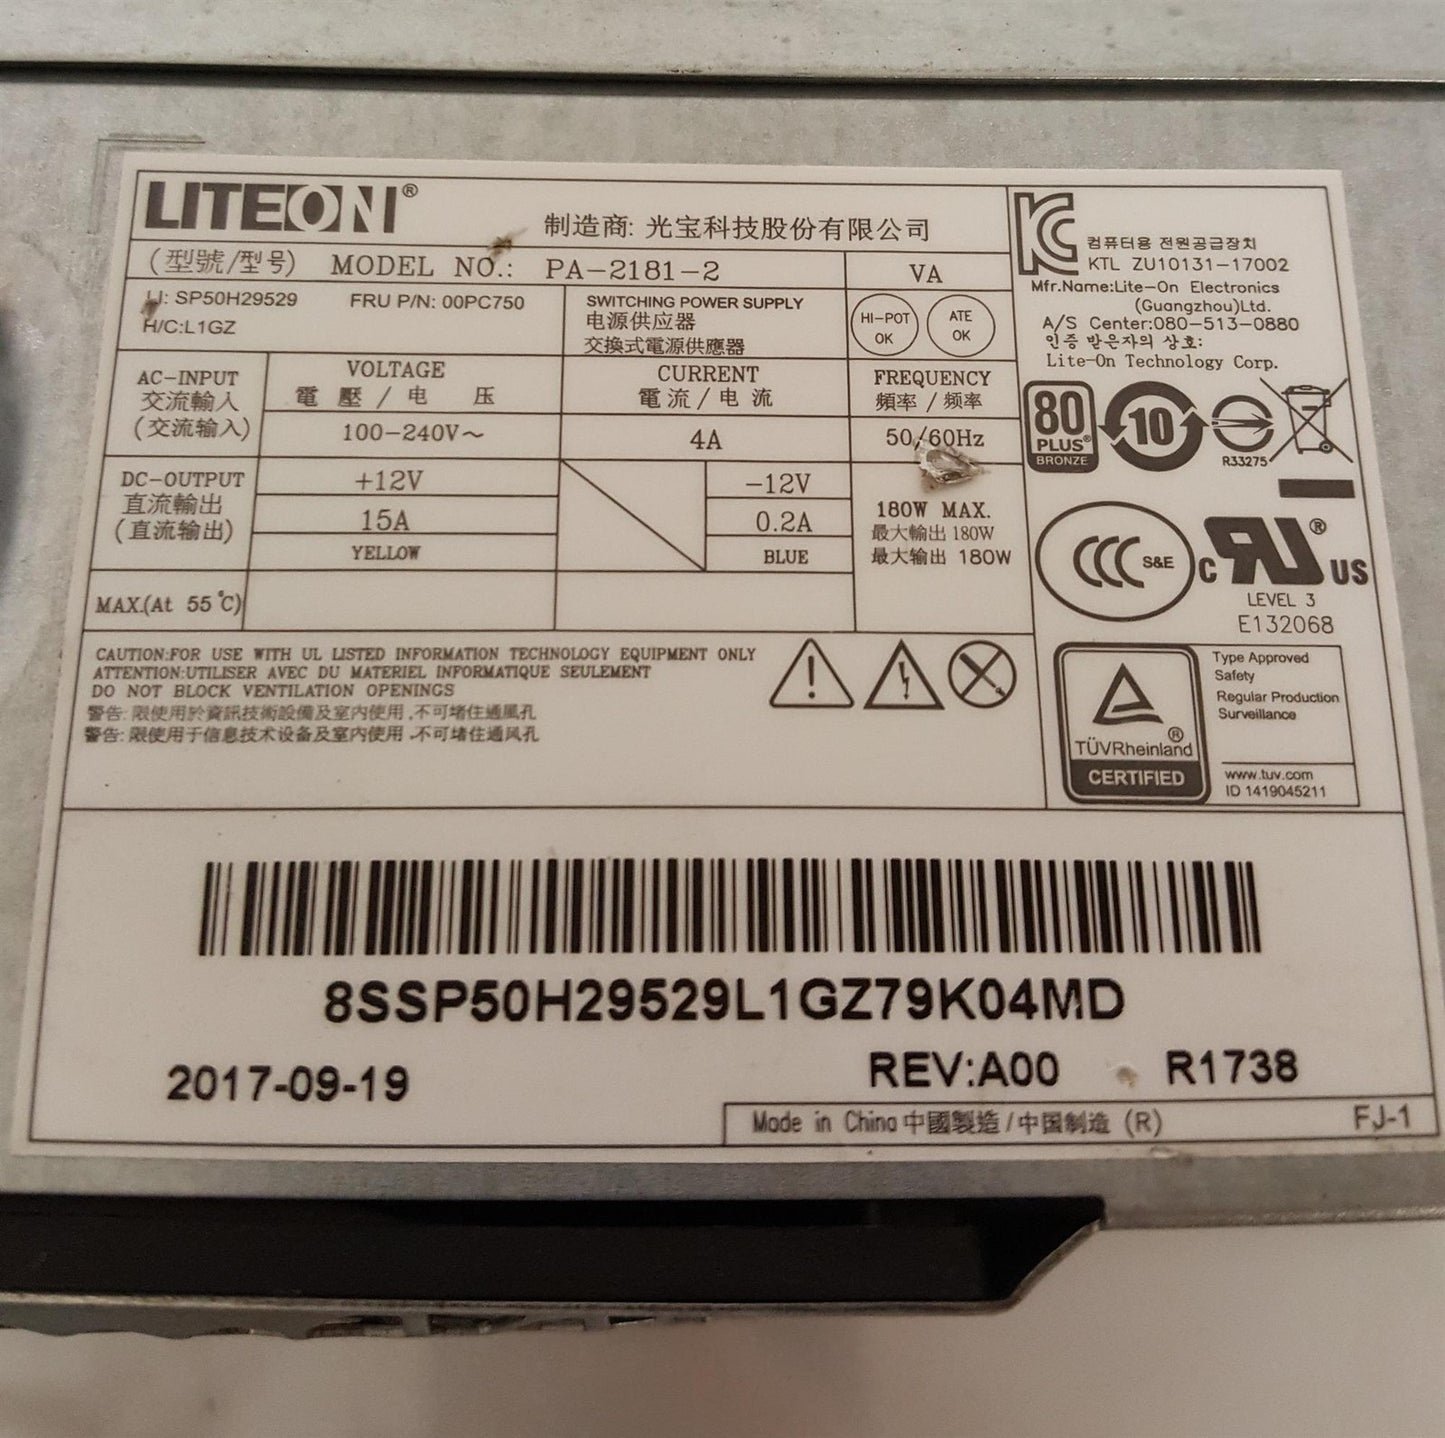 LITEON®
制造商: 光宝科技股份有限公司
(型號/型号) MODEL NO.: PA-2181-2 VA
SP50H29529 FRU P/N: 00PC750
H/C:L1GZ
SWITCHING POWER SUPPLY
电源供应器
交換式電源供應器
HI-POT
OK
ATE
OK
AC-INPUT
交流輸入
(交流输入)
VOLTAGE
電壓/电压
100-240V~
CURRENT
電流/电流
4A
FREQUENCY
頻率/频率
50/60Hz
DC-OUTPUT
直流輸出
(直流输出)
+12V
15A
YELLOW
-12V
0.2A
BLUE
180W MAX.
最大輸出 180W
最大输出 180W
MAX.(At 55℃)
CAUTION:FOR USE WITH UL LISTED INFORMATION TECHNOLOGY EQUIPMENT ONLY
ATTENTION:UTILISER AVEC DU MATERIEL INFORMATIQUE SEULEMENT
DO NOT BLOCK VENTILATION OPENINGS
警告: 限使用於資訊技術設備及室内使用,不可堵住通風孔
警告: 限使用于信息技术设备及室内使用,不可堵住通风孔
KC
컴퓨터용 전원공급장치
KTL ZU10131-17002
Mfr.Name:Lite-On Electronics
(Guangzhou)Ltd.
A/S Center:080-513-0880
인증 받은자의 상호:
Lite-On Technology Corp.
80
PLUS®
BRONZE
10
R33275
CCC S&E
c RU® US
LEVEL 3
E132068
TÜVRheinland®
CERTIFIED
Type Approved
Safety
Regular Production
Surveillance
www.tuv.com
ID 1419045211
8SSP50H29529L1GZ79K04MD
2017-09-19 REV:A00 R1738
Made in China 中國製造/中国制造 (R) FJ-1